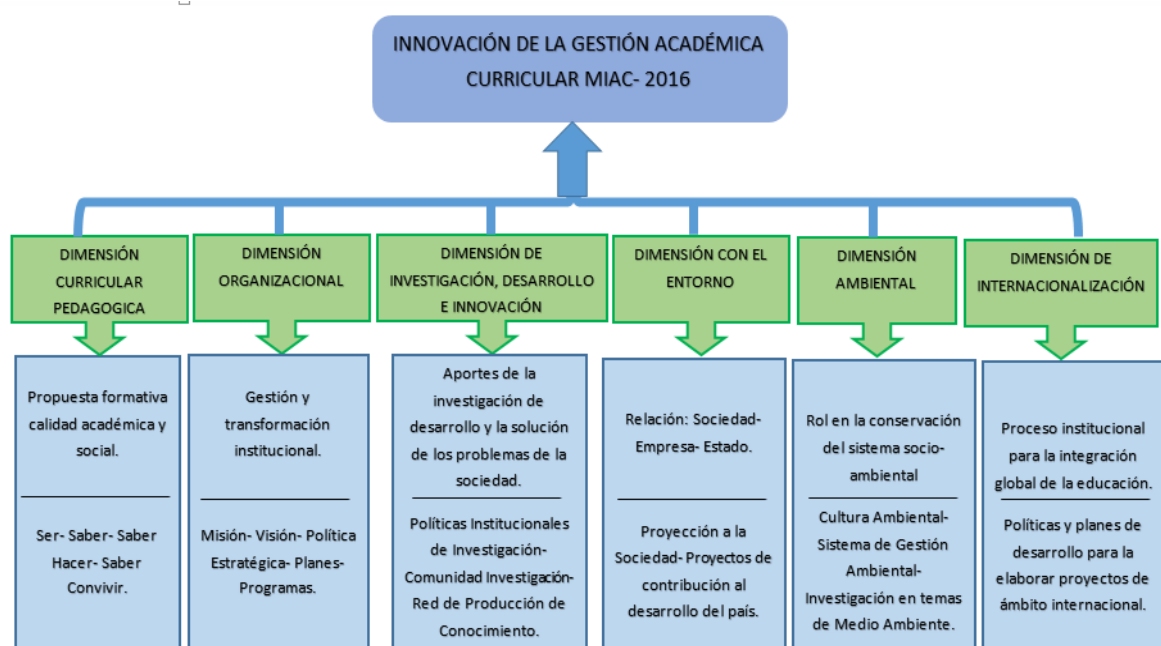 INNOVACIÓN DE LA GESTIÓN ACADÉMICA
CURRICULAR MIAC- 2016
DIMENSIÓN
CURRICULAR
PEDAGOGICA
DIMENSIÓN
ORGANIZACIONAL
DIMENSIÓN DE
INVESTIGACIÓN, DESARROLLO
E INNOVACIÓN
DIMENSIÓN CON EL
ENTORNO
DIMENSIÓN
AMBIENTAL
DIMENSIÓN DE
INTERNACIONALIZACIÓN
Propuesta formativa
calidad académica y
social.
Ser- Saber- Saber
Hacer- Saber
Convivir.
Gestión y
transformación
institucional.
Misión- Visión- Política
Estratégica- Planes-
Programas.
Aportes de la
investigación de
desarrollo y la solución
de los problemas de la
sociedad.
Políticas Institucionales
de Investigación-
Comunidad Investigación-
Red de Producción de
Conocimiento.
Relación: Sociedad-
Empresa- Estado.
Proyección a la
Sociedad- Proyectos de
contribución al
desarrollo del país.
Rol en la conservación
del sistema socio-
ambiental
Cultura Ambiental-
Sistema de Gestión
Ambiental-
Investigación en temas
de Medio Ambiente.
Proceso institucional
para la integración
global de la educación.
Políticas y planes de
desarrollo para la
elaborar proyectos de
ámbito internacional.